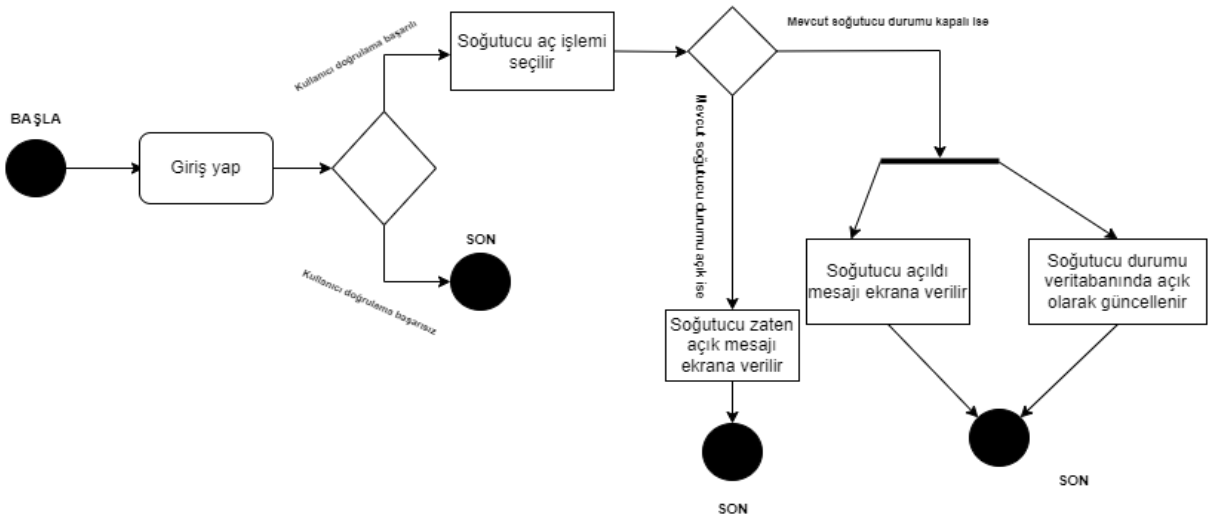 BAŞLA
Giriş yap
Kullanıcı doğrulama başarılı
Kullanıcı doğrulama başarısız
SON
Soğutucu aç işlemi
seçilir
Mevcut soğutucu durumu kapalı ise
Mevcut soğutucu durumu açık ise
Soğutucu zaten
açık mesajı
ekrana verilir
SON
Soğutucu açıldı
mesajı ekrana verilir
Soğutucu durumu
veritabanında açık
olarak güncellenir
SON